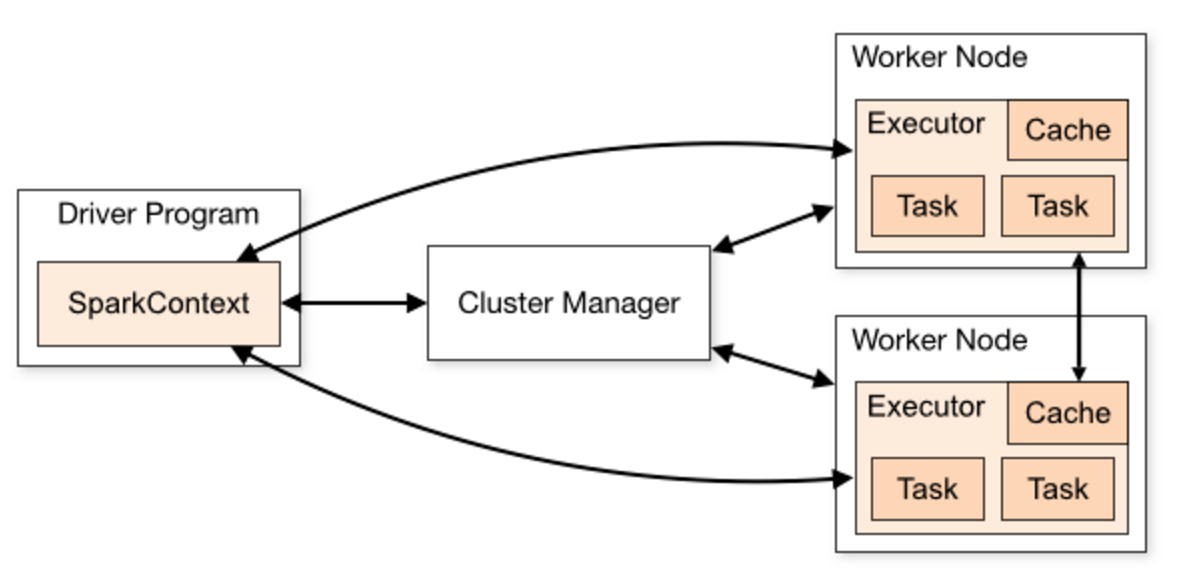 Driver Program
SparkContext
Cluster Manager
Worker Node
Executor
Cache
Task
Task
Worker Node
Executor
Cache
Task
Task